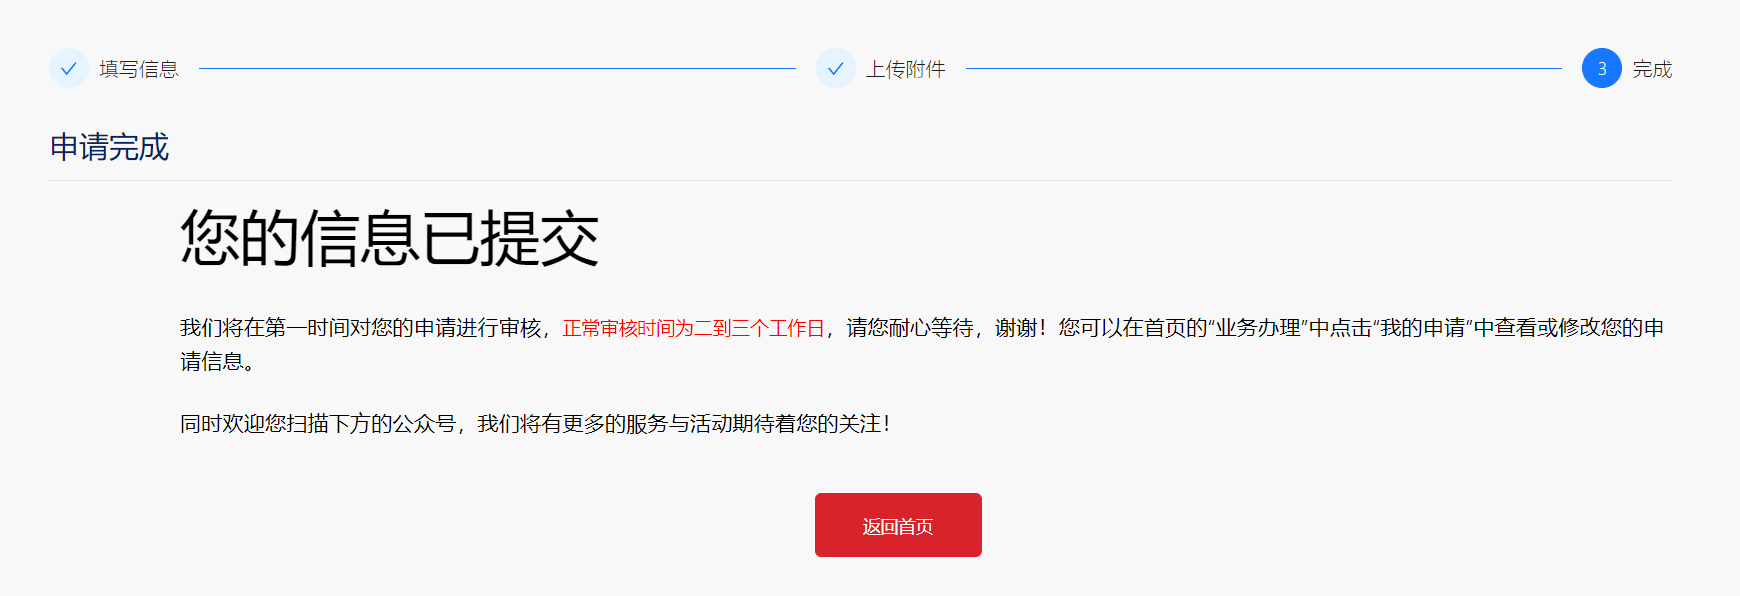 填写信息
上传附件
3 完成
申请完成
您的信息已提交
我们将在第一时间对您的申请进行审核，正常审核时间为二到三个工作日，请您耐心等待，谢谢！您可以在首页的“业务办理”中点击“我的申请”中查看或修改您的申
请信息。
同时欢迎您扫描下方的公众号，我们将有更多的服务与活动期待着您的关注！
返回首页